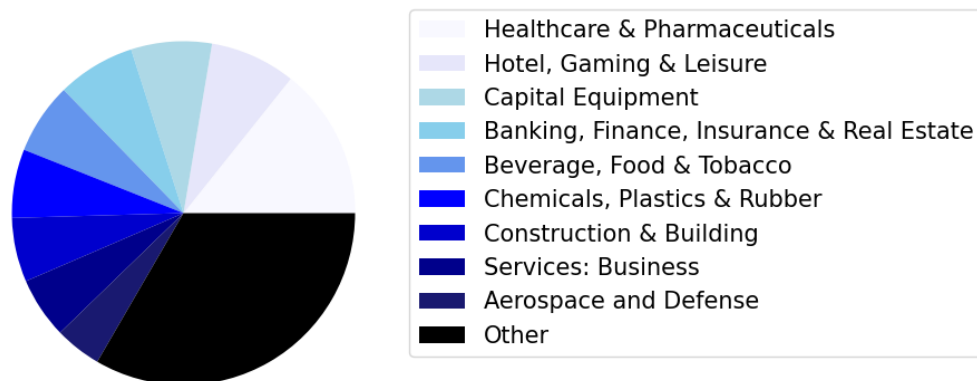 Healthcare & Pharmaceuticals
Hotel, Gaming & Leisure
Capital Equipment
Banking, Finance, Insurance & Real Estate
Beverage, Food & Tobacco
Chemicals, Plastics & Rubber
Construction & Building
Services: Business
Aerospace and Defense
Other